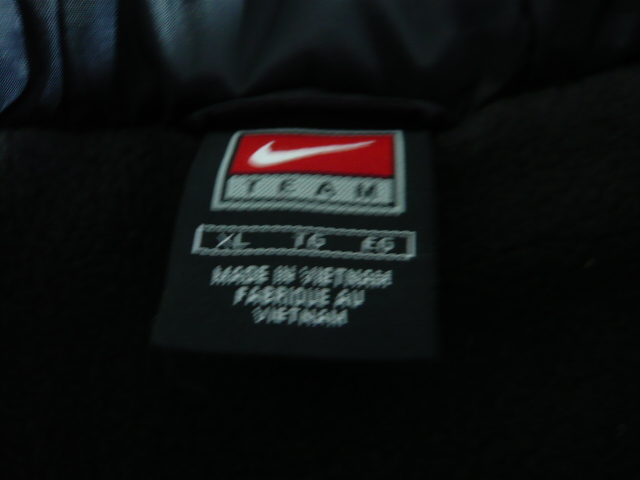 TEAM
XL TG EG
MADE IN VIETNAM
FABRIQUE AU
VIETNAM